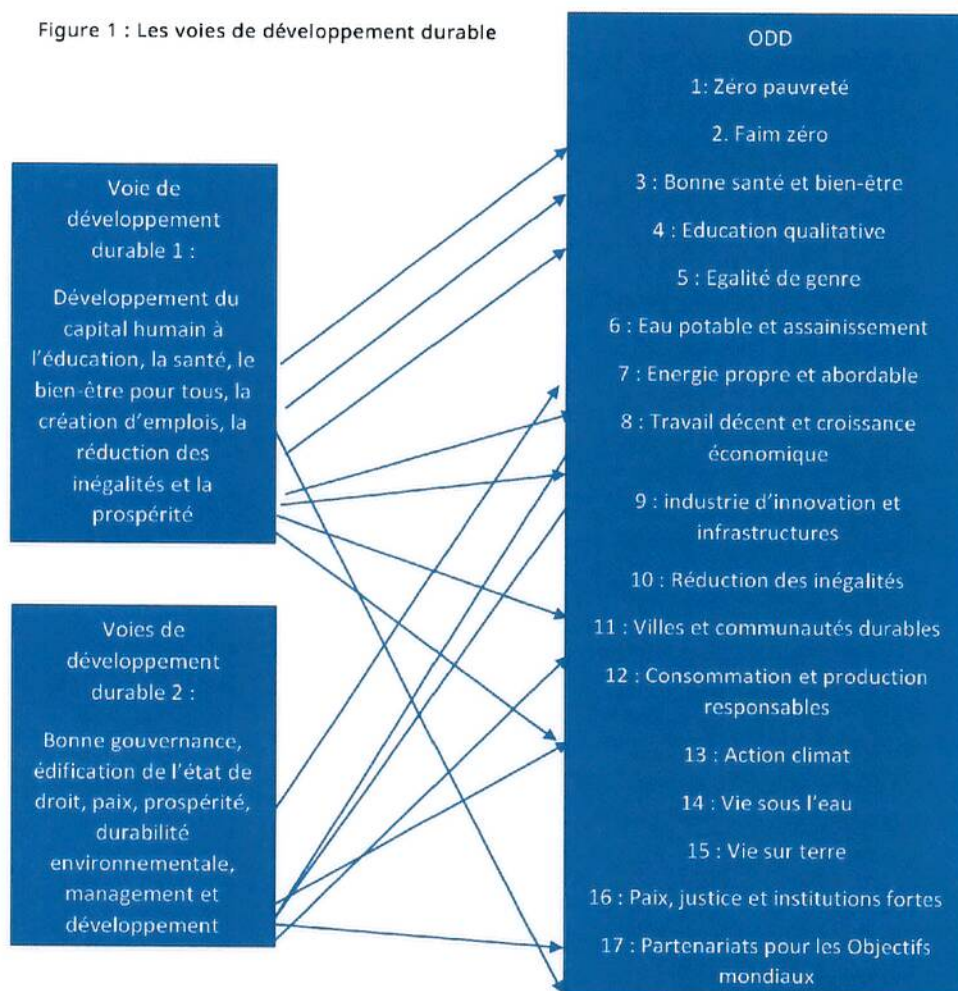 Figure 1 : Les voies de développement durable
Voie de
développement
durable 1 :
Développement du
capital humain à
l'éducation, la santé, le
bien-être pour tous, la
création d'emplois, la
réduction des
inégalités et la
prospérité
Voies de
développement
durable 2 :
Bonne gouvernance,
édification de l'état de
droit, paix, prospérité,
durabilité
environnementale,
management et
développement
ODD
1: Zéro pauvreté
2. Faim zéro
3 : Bonne santé et bien-être
4 : Education qualitative
5 : Egalité de genre
6 : Eau potable et assainissement
7 : Energie propre et abordable
8 : Travail décent et croissance
économique
9 : industrie d'innovation et
infrastructures
10 : Réduction des inégalités
11 : Villes et communautés durables
12 : Consommation et production
responsables
13 : Action climat
14 : Vie sous l'eau
15 : Vie sur terre
16 : Paix, justice et institutions fortes
17 : Partenariats pour les Objectifs
mondiaux